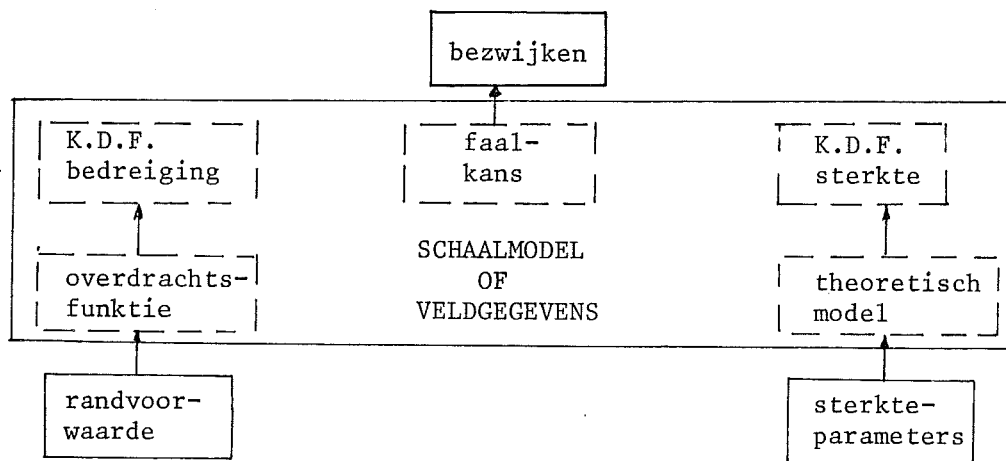 bezwijken
K.D.F.
bedreiging
faal-
kans
K.D.F.
sterkte
overdrachts-
funktie
SCHAALMODEL
OF
VELDGEGEVENS
theoretisch
model
randvoor-
waarde
sterkte-
parameters